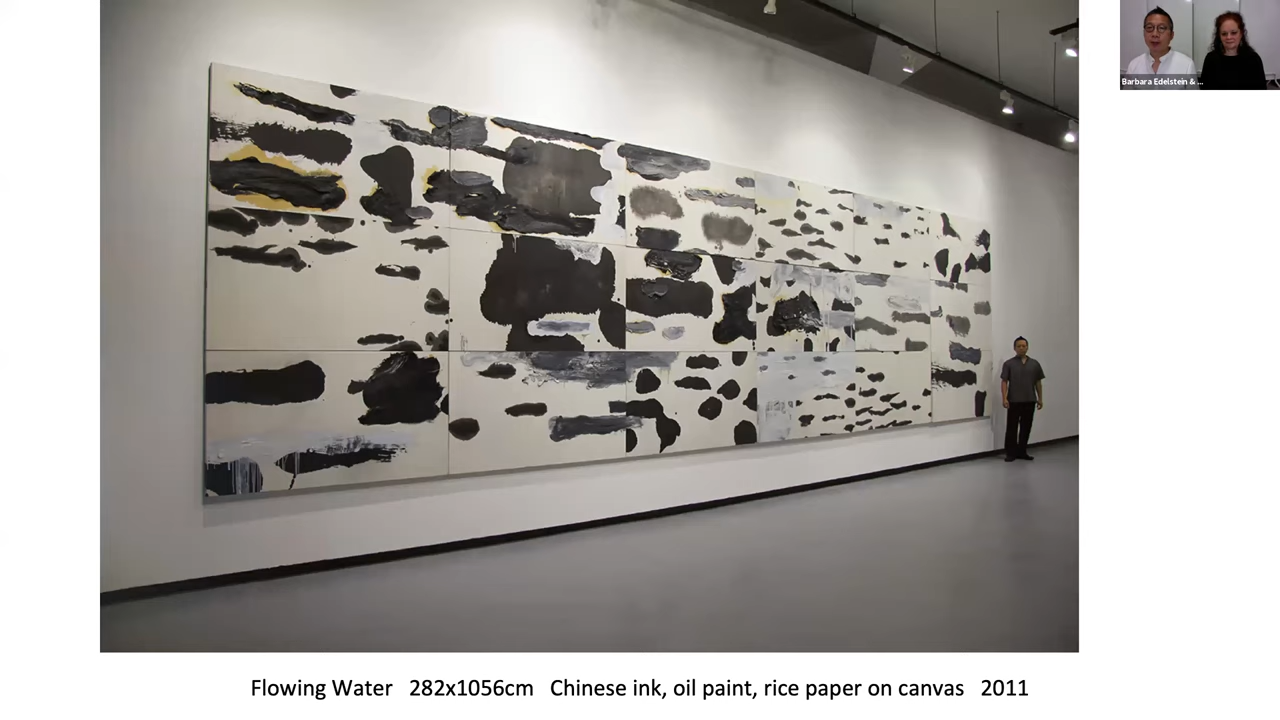 Barbara Edelstein & ...
Flowing Water 282x1056cm Chinese ink, oil paint, rice paper on canvas 2011